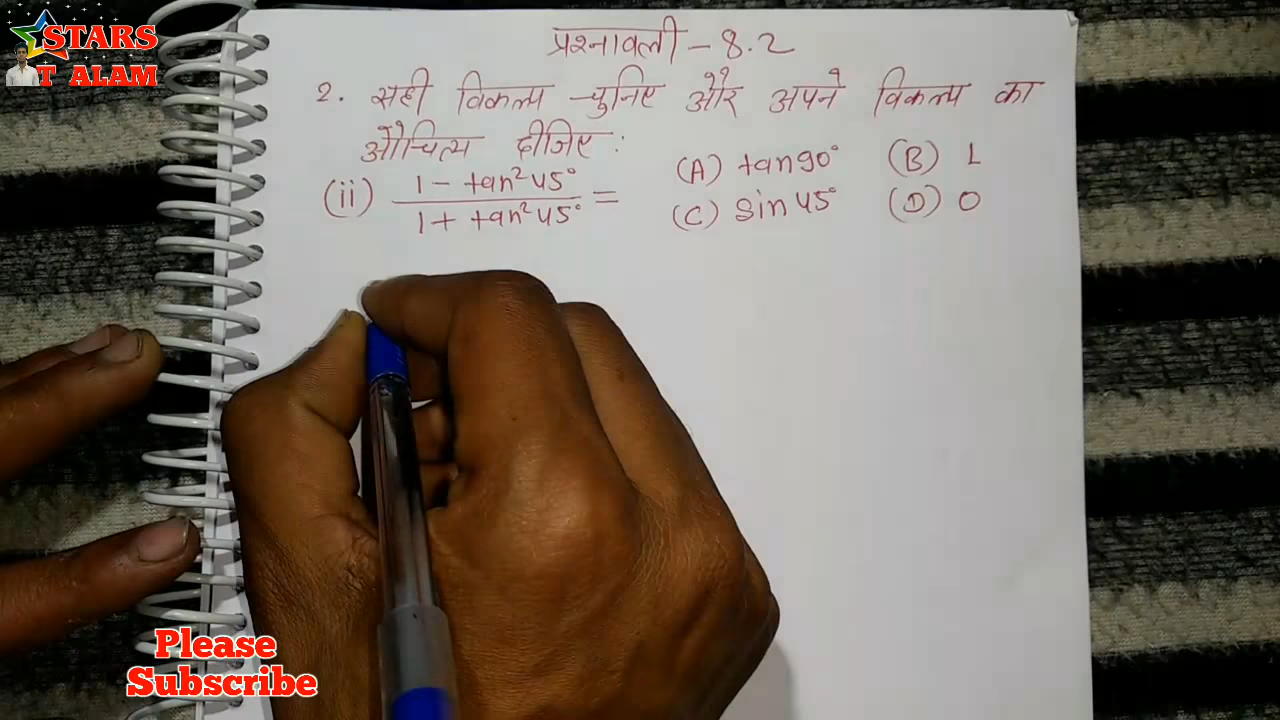 STARS
T ALAM
प्रश्नावली - 8.2
2. सही विकल्प चुनिए और अपने विकल्प का
औचित्य दीजिए :
(ii) 1 - tan²45° / 1 + tan²45° =
(A) tan90° (B) 1
(C) sin45° (D) 0
Please
Subscribe